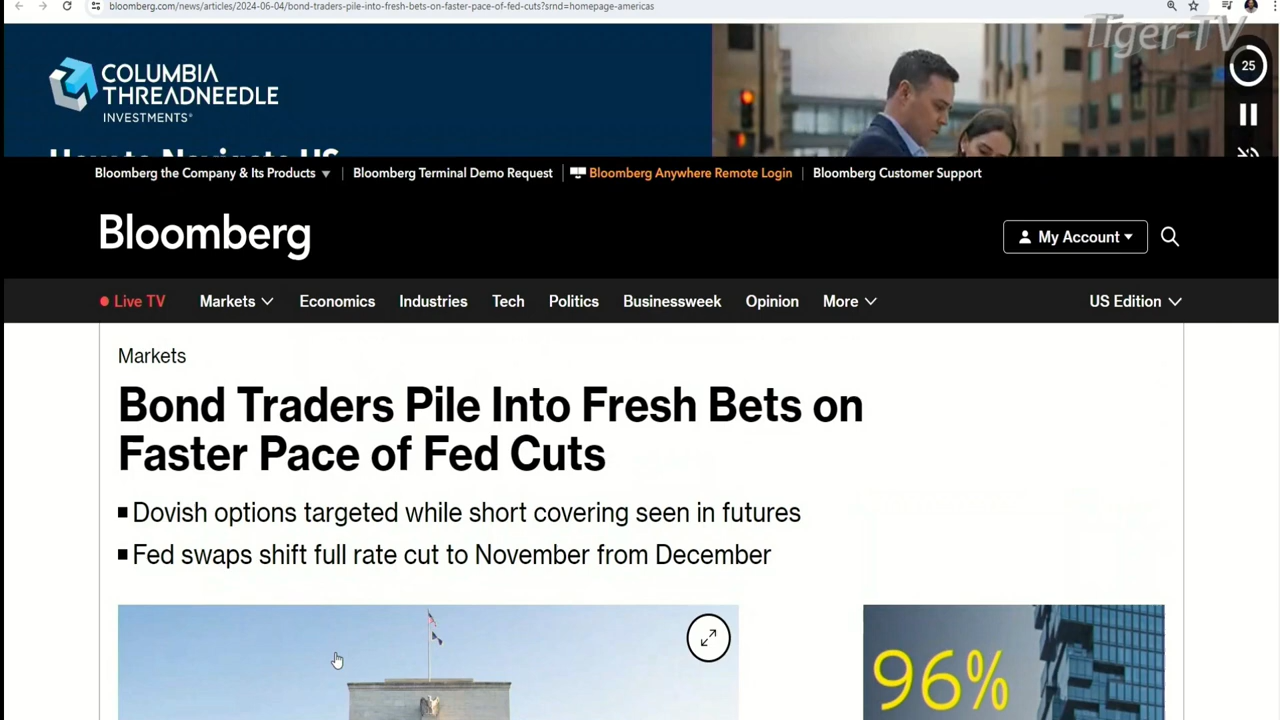 bloomberg.com/news/articles/2024-06-04/bond-traders-pile-into-fresh-bets-on-faster-pace-of-fed-cuts?srnd=homepage-americas
Tiger-TV
COLUMBIA
THREADNEEDLE
INVESTMENTS
25
How to Navigate US
Bloomberg the Company & Its Products ▼ | Bloomberg Terminal Demo Request | Bloomberg Anywhere Remote Login | Bloomberg Customer Support
Bloomberg
My Account
Live TV Markets Economics Industries Tech Politics Businessweek Opinion More US Edition
Markets
Bond Traders Pile Into Fresh Bets on
Faster Pace of Fed Cuts
■ Dovish options targeted while short covering seen in futures
■ Fed swaps shift full rate cut to November from December
96%